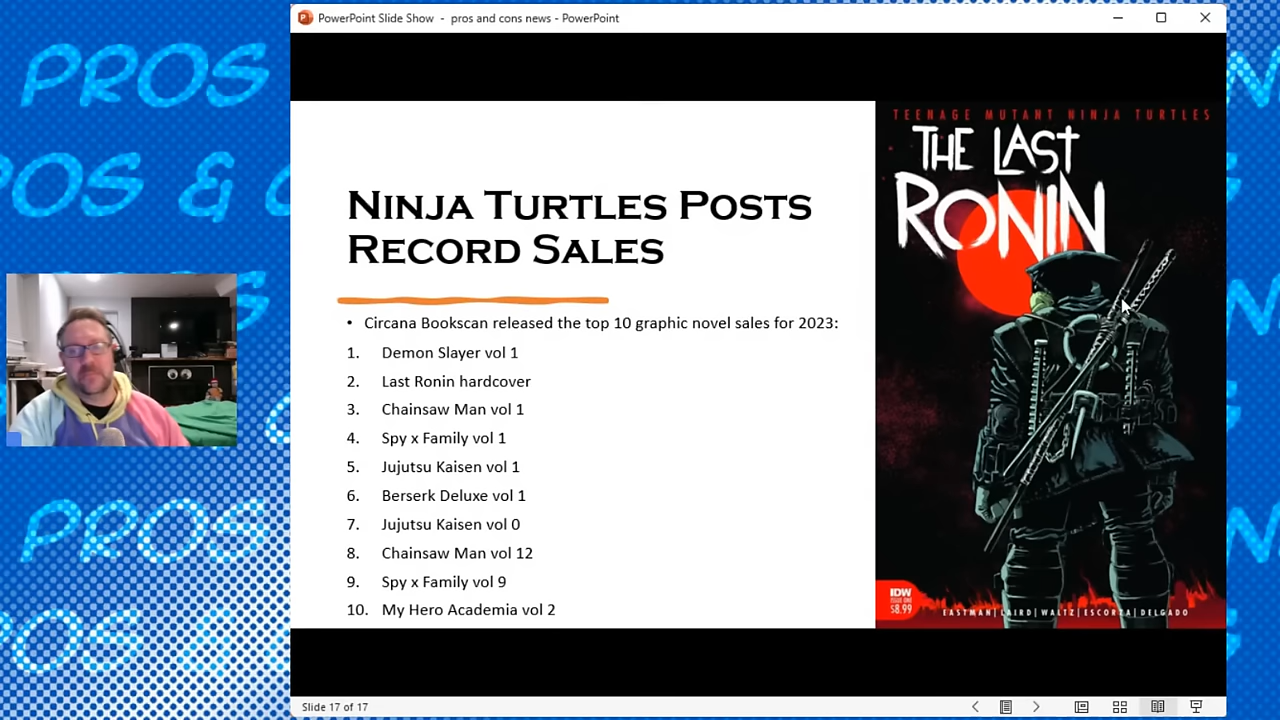 PowerPoint Slide Show - pros and cons news - PowerPoint
PROS
POS & C
PROS
NINJA TURTLES POSTS
RECORD SALES
• Circana Bookscan released the top 10 graphic novel sales for 2023:
1. Demon Slayer vol 1
2. Last Ronin hardcover
3. Chainsaw Man vol 1
4. Spy x Family vol 1
5. Jujutsu Kaisen vol 1
6. Berserk Deluxe vol 1
7. Jujutsu Kaisen vol 0
8. Chainsaw Man vol 12
9. Spy x Family vol 9
10. My Hero Academia vol 2
TEENAGE MUTANT NINJA TURTLES
THE LAST
RONIN
IDW
ISSUE ONE
$8.99
EASTMAN | LAIRD | WALTZ | ESCORZA | DELGADO
Slide 17 of 17